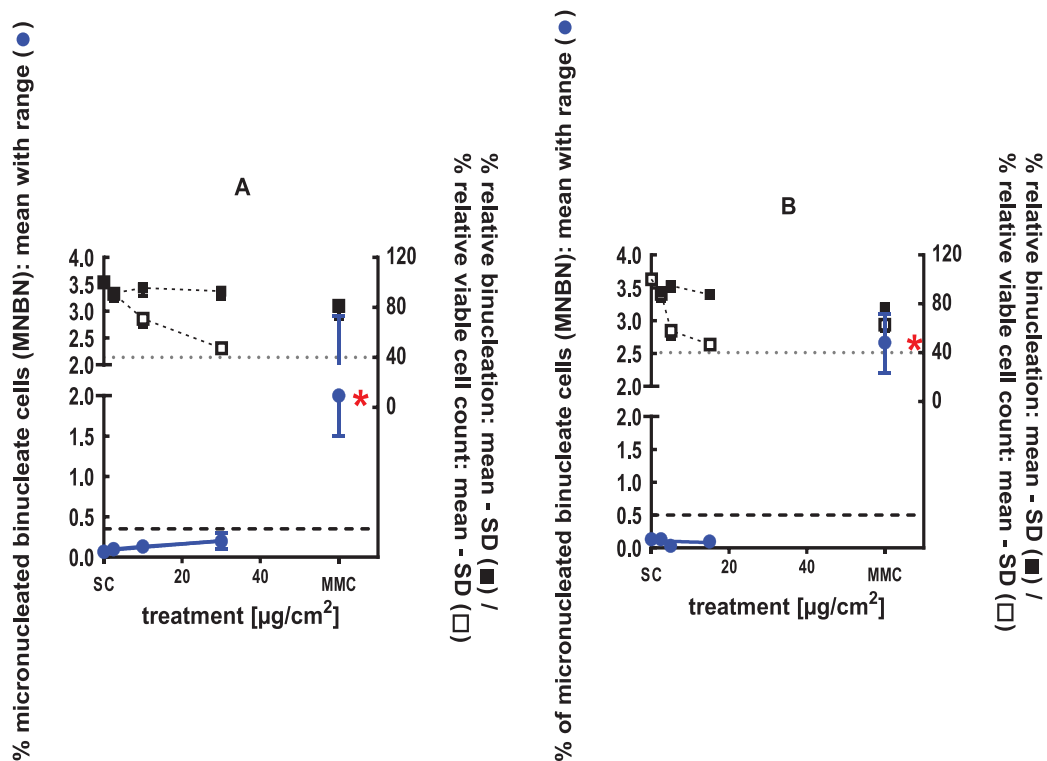 % micronucleated binucleate cells (MNBN): mean with range (●)
A
4.0
3.5
3.0
2.5
2.0
2.0
1.5
1.0
0.5
0.0
120
80
40
0
SC
20
40
MMC
*
treatment [µg/cm²]
% relative binucleation: mean - SD (■) /
% relative viable cell count: mean - SD (□)
% of micronucleated binucleate cells (MNBN): mean with range (●)
B
4.0
3.5
3.0
2.5
2.0
2.0
1.5
1.0
0.5
0.0
120
80
40
0
SC
20
40
MMC
*
treatment [µg/cm²]
% relative binucleation: mean - SD (■) /
% relative viable cell count: mean - SD (□)